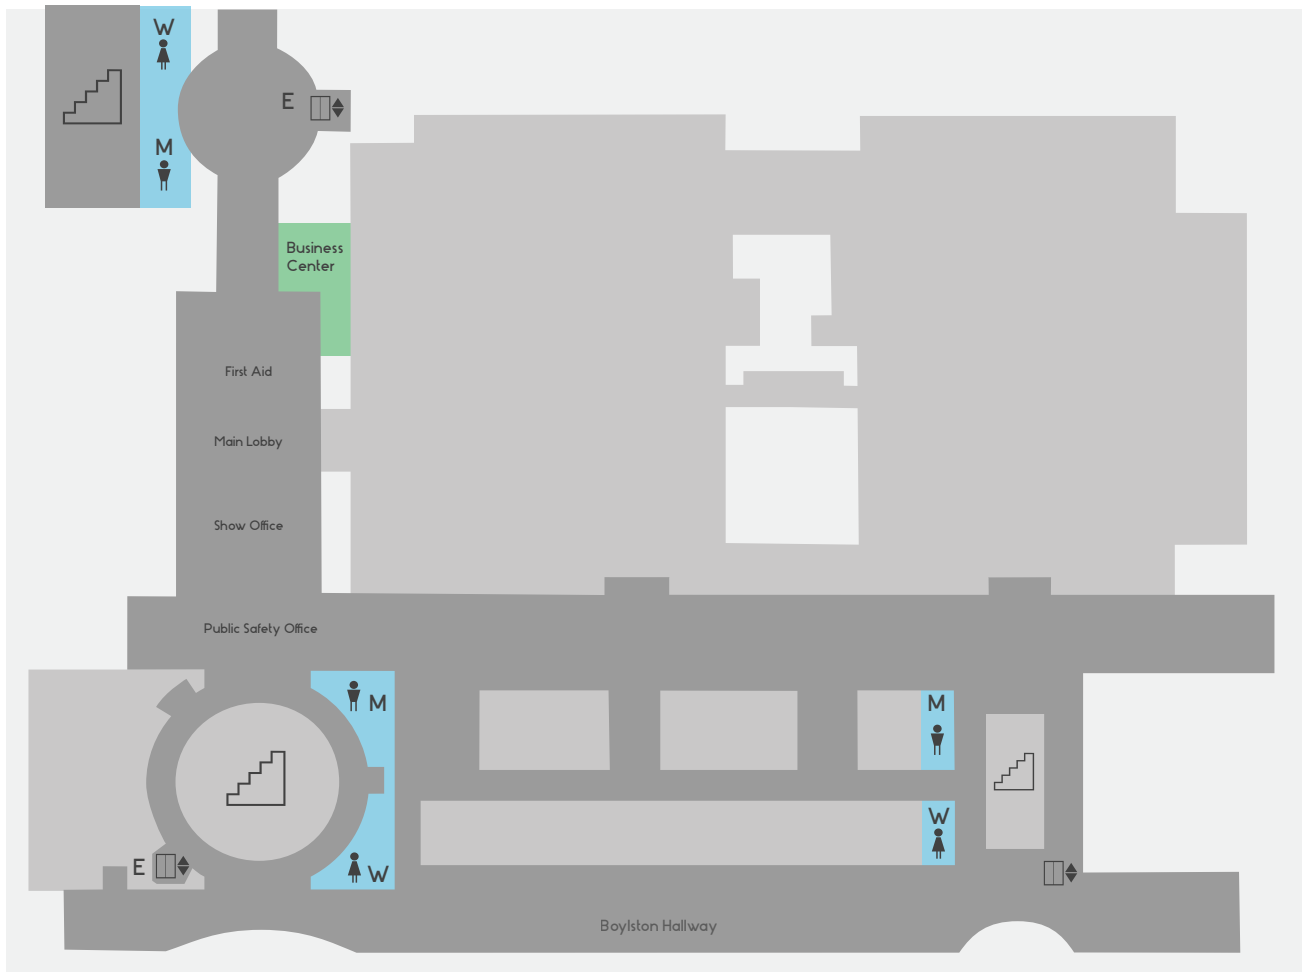 W
M
E
Business
Center
First Aid
Main Lobby
Show Office
Public Safety Office
M
M
W
E
W
Boylston Hallway